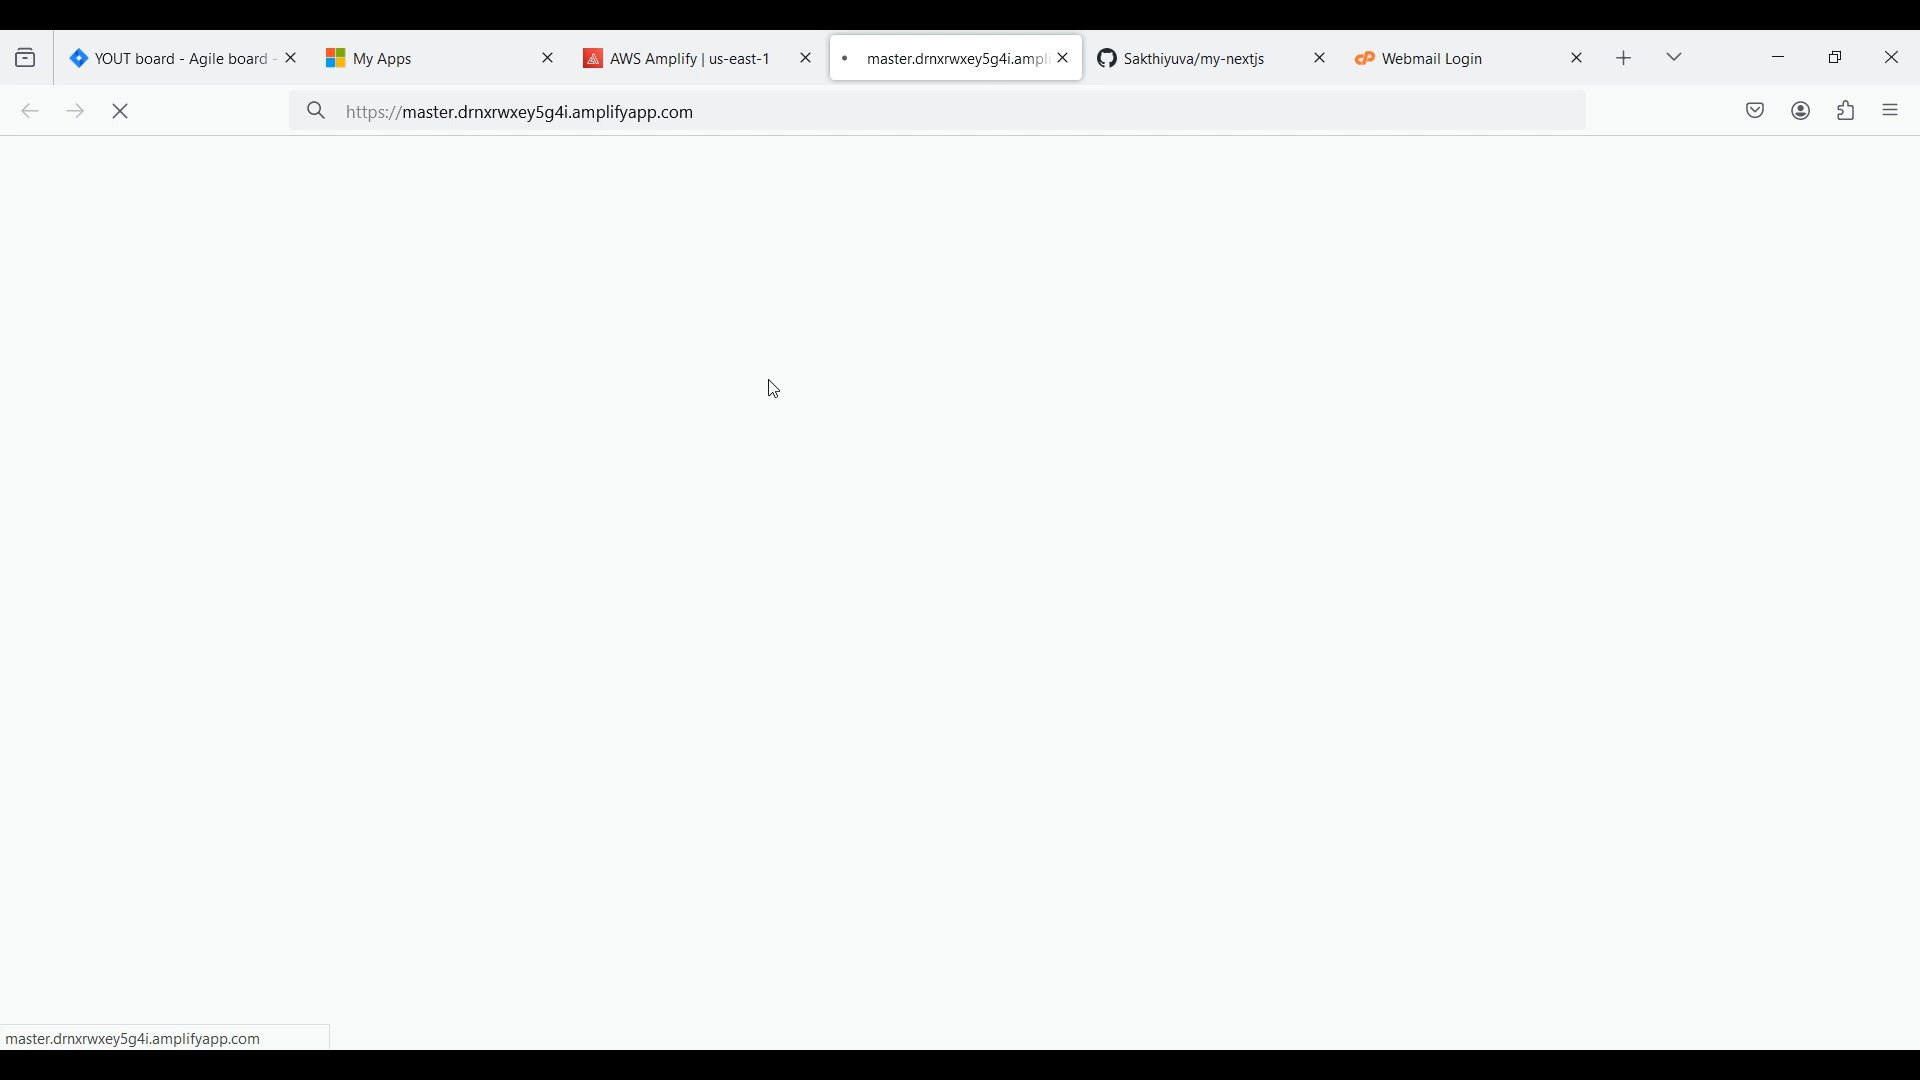 YOUT board - Agile board -
My Apps
AWS Amplify | us-east-1
master.drnxrwxey5g4i.ampli
Sakthiyuva/my-nextjs
Webmail Login
https://master.drnxrwxey5g4i.amplifyapp.com
master.drnxrwxey5g4i.amplifyapp.com